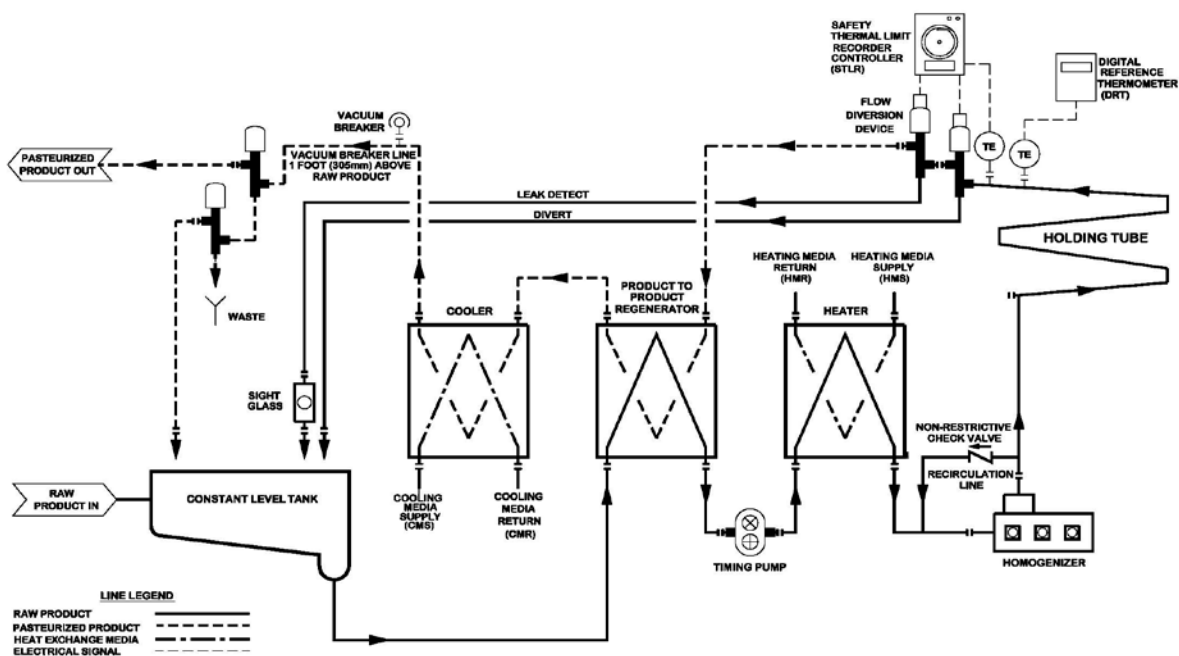 SAFETY
THERMAL LIMIT
RECORDER
CONTROLLER
(STLR)
DIGITAL
REFERENCE
THERMOMETER
(DRT)
FLOW
DIVERSION
DEVICE
TE
TE
VACUUM
BREAKER
PASTEURIZED
PRODUCT OUT
VACUUM BREAKER LINE
1 FOOT (305mm) ABOVE
RAW PRODUCT
LEAK DETECT
DIVERT
HOLDING TUBE
WASTE
COOLER
PRODUCT TO
PRODUCT
REGENERATOR
HEATING MEDIA
RETURN
(HMR)
HEATING MEDIA
SUPPLY
(HMS)
HEATER
SIGHT
GLASS
NON-RESTRICTIVE
CHECK VALVE
RECIRCULATION
LINE
RAW
PRODUCT IN
CONSTANT LEVEL TANK
COOLING
MEDIA
SUPPLY
(CMS)
COOLING
MEDIA
RETURN
(CMR)
TIMING PUMP
HOMOGENIZER
LINE LEGEND
RAW PRODUCT
PASTEURIZED PRODUCT
HEAT EXCHANGE MEDIA
ELECTRICAL SIGNAL